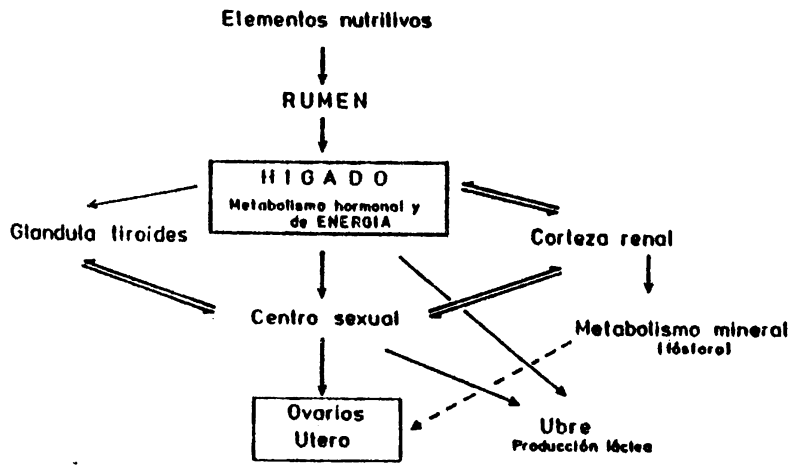 Elementos nutritivos
RUMEN
HIGADO
Metabolismo hormonal y
de ENERGIA
Glandula tiroides
Corteza renal
Centro sexual
Metabolismo mineral
(fósforo)
Ovarios
Utero
Ubre
Producción láctea